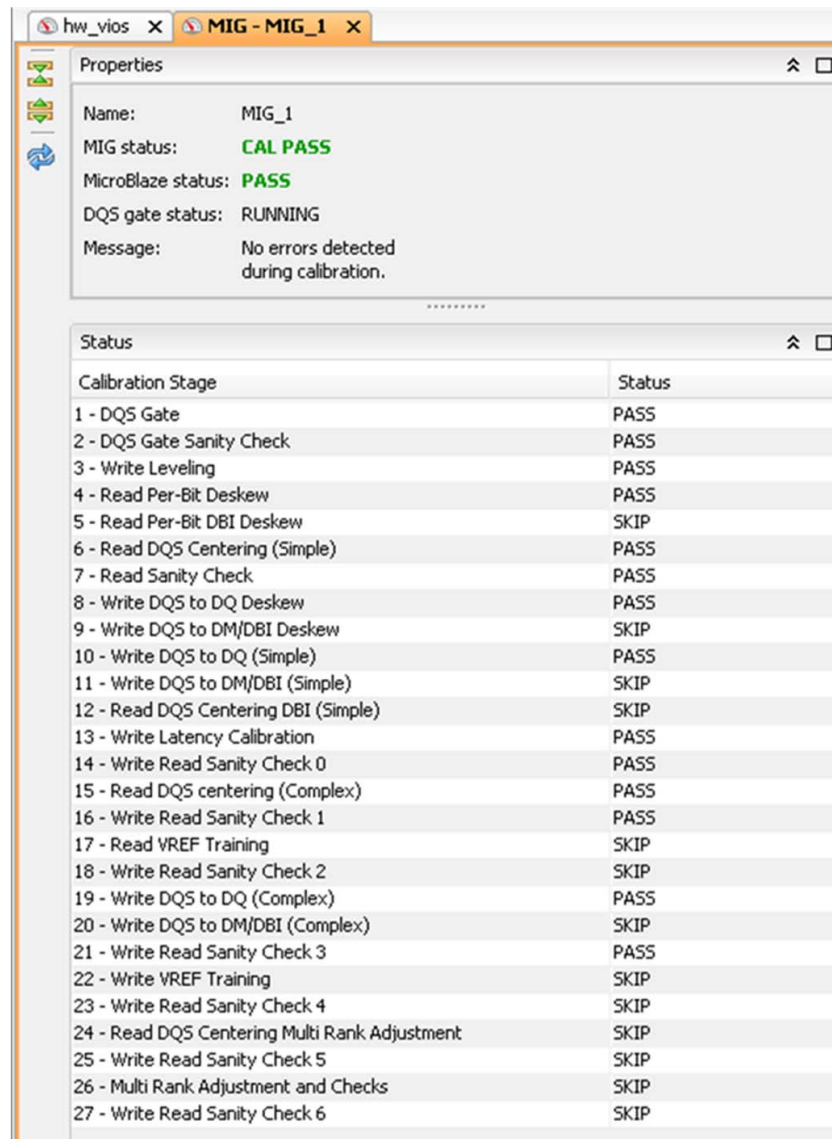 hw_vios X MIG - MIG_1 X
Properties
Name: MIG_1
MIG status: CAL PASS
MicroBlaze status: PASS
DQS gate status: RUNNING
Message: No errors detected
during calibration.
Status
Calibration Stage Status
1 - DQS Gate PASS
2 - DQS Gate Sanity Check PASS
3 - Write Leveling PASS
4 - Read Per-Bit Deskew PASS
5 - Read Per-Bit DBI Deskew SKIP
6 - Read DQS Centering (Simple) PASS
7 - Read Sanity Check PASS
8 - Write DQS to DQ Deskew PASS
9 - Write DQS to DM/DBI Deskew SKIP
10 - Write DQS to DQ (Simple) PASS
11 - Write DQS to DM/DBI (Simple) SKIP
12 - Read DQS Centering DBI (Simple) SKIP
13 - Write Latency Calibration PASS
14 - Write Read Sanity Check 0 PASS
15 - Read DQS centering (Complex) PASS
16 - Write Read Sanity Check 1 PASS
17 - Read VREF Training SKIP
18 - Write Read Sanity Check 2 SKIP
19 - Write DQS to DQ (Complex) PASS
20 - Write DQS to DM/DBI (Complex) SKIP
21 - Write Read Sanity Check 3 PASS
22 - Write VREF Training SKIP
23 - Write Read Sanity Check 4 SKIP
24 - Read DQS Centering Multi Rank Adjustment SKIP
25 - Write Read Sanity Check 5 SKIP
26 - Multi Rank Adjustment and Checks SKIP
27 - Write Read Sanity Check 6 SKIP